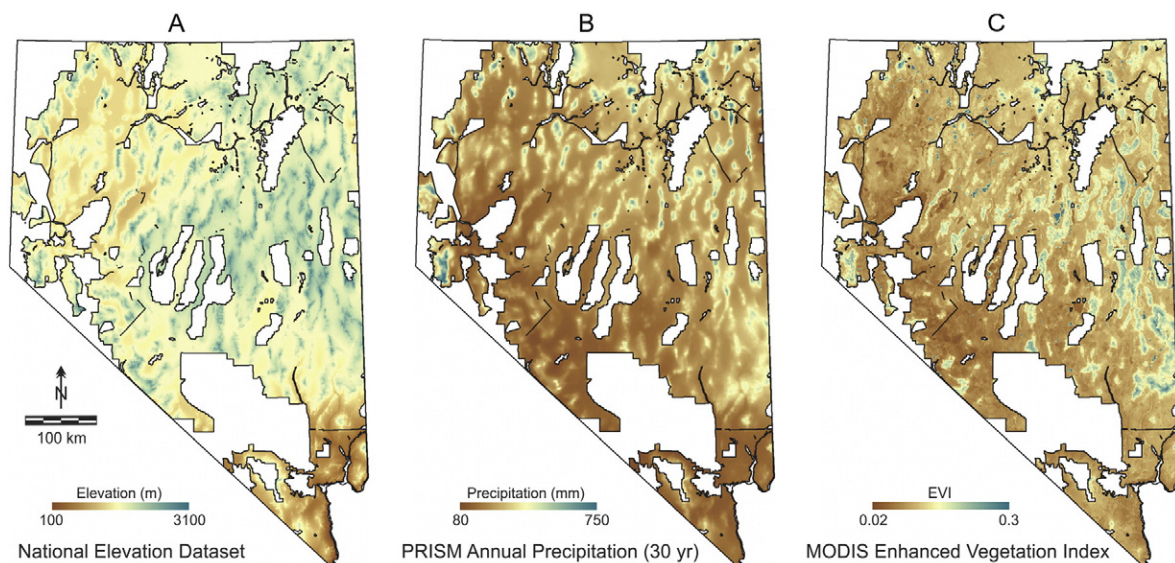 A
B
C
N
100 km
Elevation (m)
100 3100
National Elevation Dataset
Precipitation (mm)
80 750
PRISM Annual Precipitation (30 yr)
EVI
0.02 0.3
MODIS Enhanced Vegetation Index